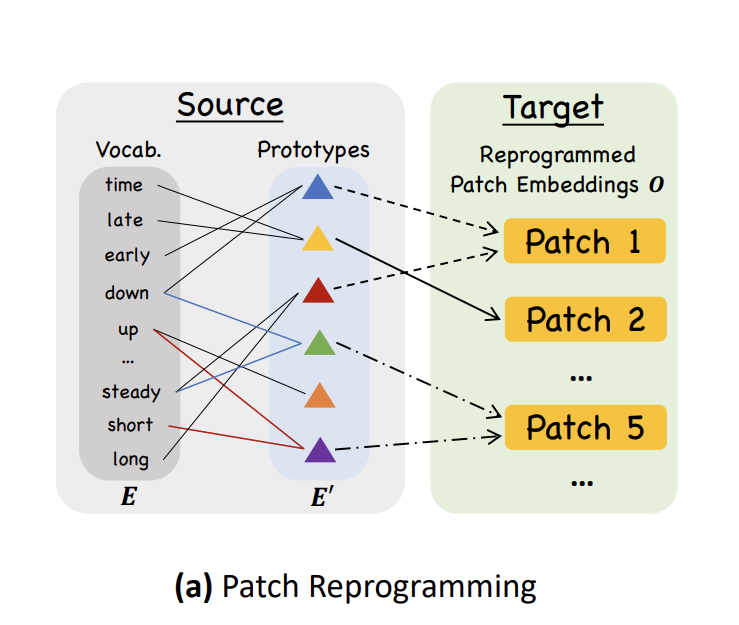 Source
Vocab.
Prototypes
time
late
early
down
up
...
steady
short
long
E
E'
Target
Reprogrammed
Patch Embeddings O
Patch 1
Patch 2
...
Patch 5
...
(a) Patch Reprogramming